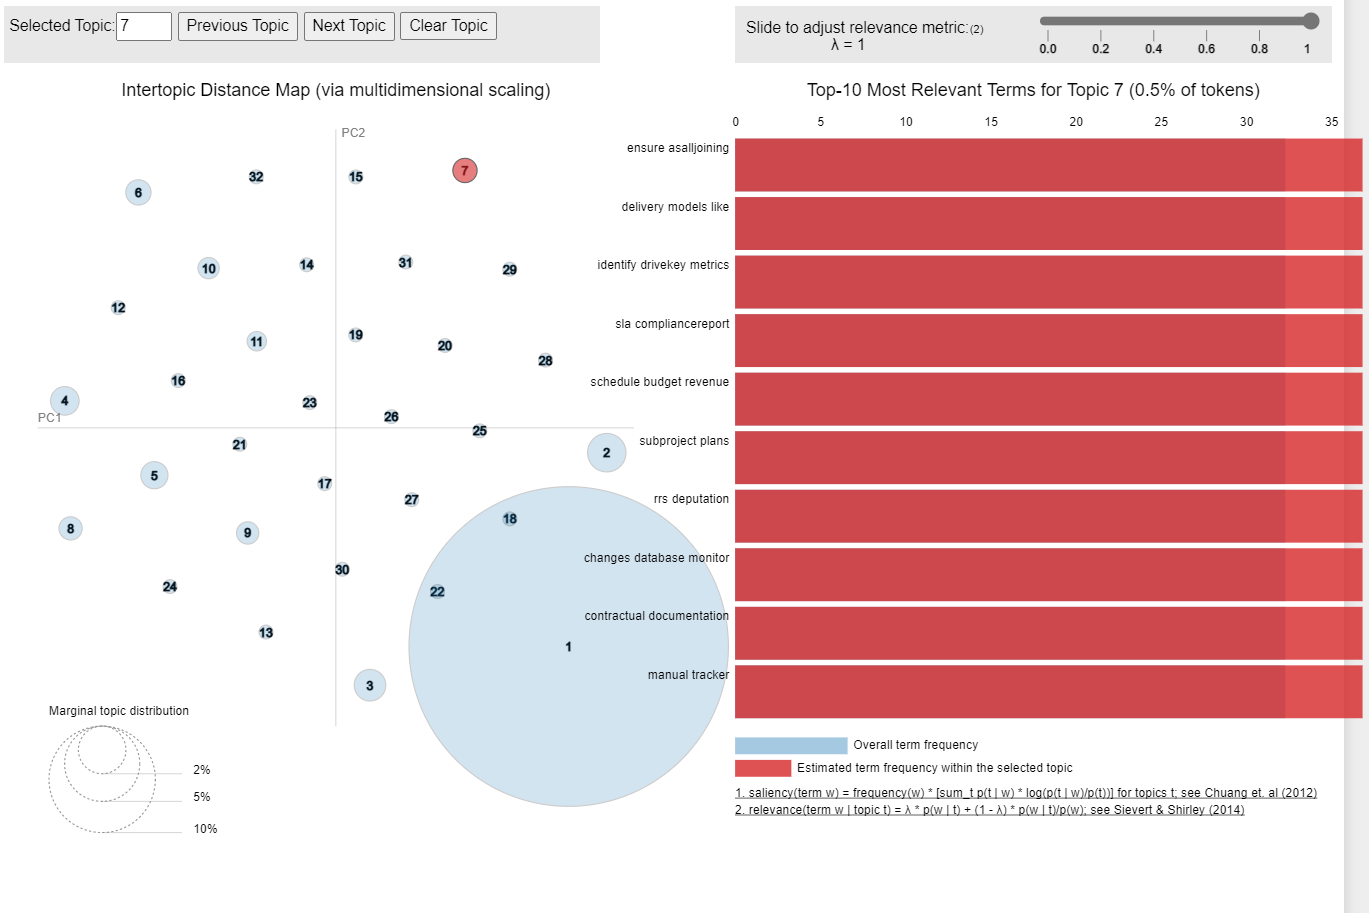 Selected Topic: 7 Previous Topic Next Topic Clear Topic
Slide to adjust relevance metric:(2)
λ = 1
0.0 0.2 0.4 0.6 0.8 1
Intertopic Distance Map (via multidimensional scaling)
PC2
PC1
6
32
15
7
10
14
31
29
12
11
19
20
28
16
4
23
26
25
21
2
5
17
27
18
8
9
30
22
24
13
1
3
Marginal topic distribution
2%
5%
10%
Top-10 Most Relevant Terms for Topic 7 (0.5% of tokens)
0 5 10 15 20 25 30 35
ensure asalljoining
delivery models like
identify drivekey metrics
sla compliancereport
schedule budget revenue
subproject plans
rrs deputation
changes database monitor
contractual documentation
manual tracker
Overall term frequency
Estimated term frequency within the selected topic
1. saliency(term w) = frequency(w) * [sum_t p(t | w) * log(p(t | w)/p(t))] for topics t; see Chuang et. al (2012)
2. relevance(term w | topic t) = λ * p(w | t) + (1 - λ) * p(w | t)/p(w); see Sievert & Shirley (2014)